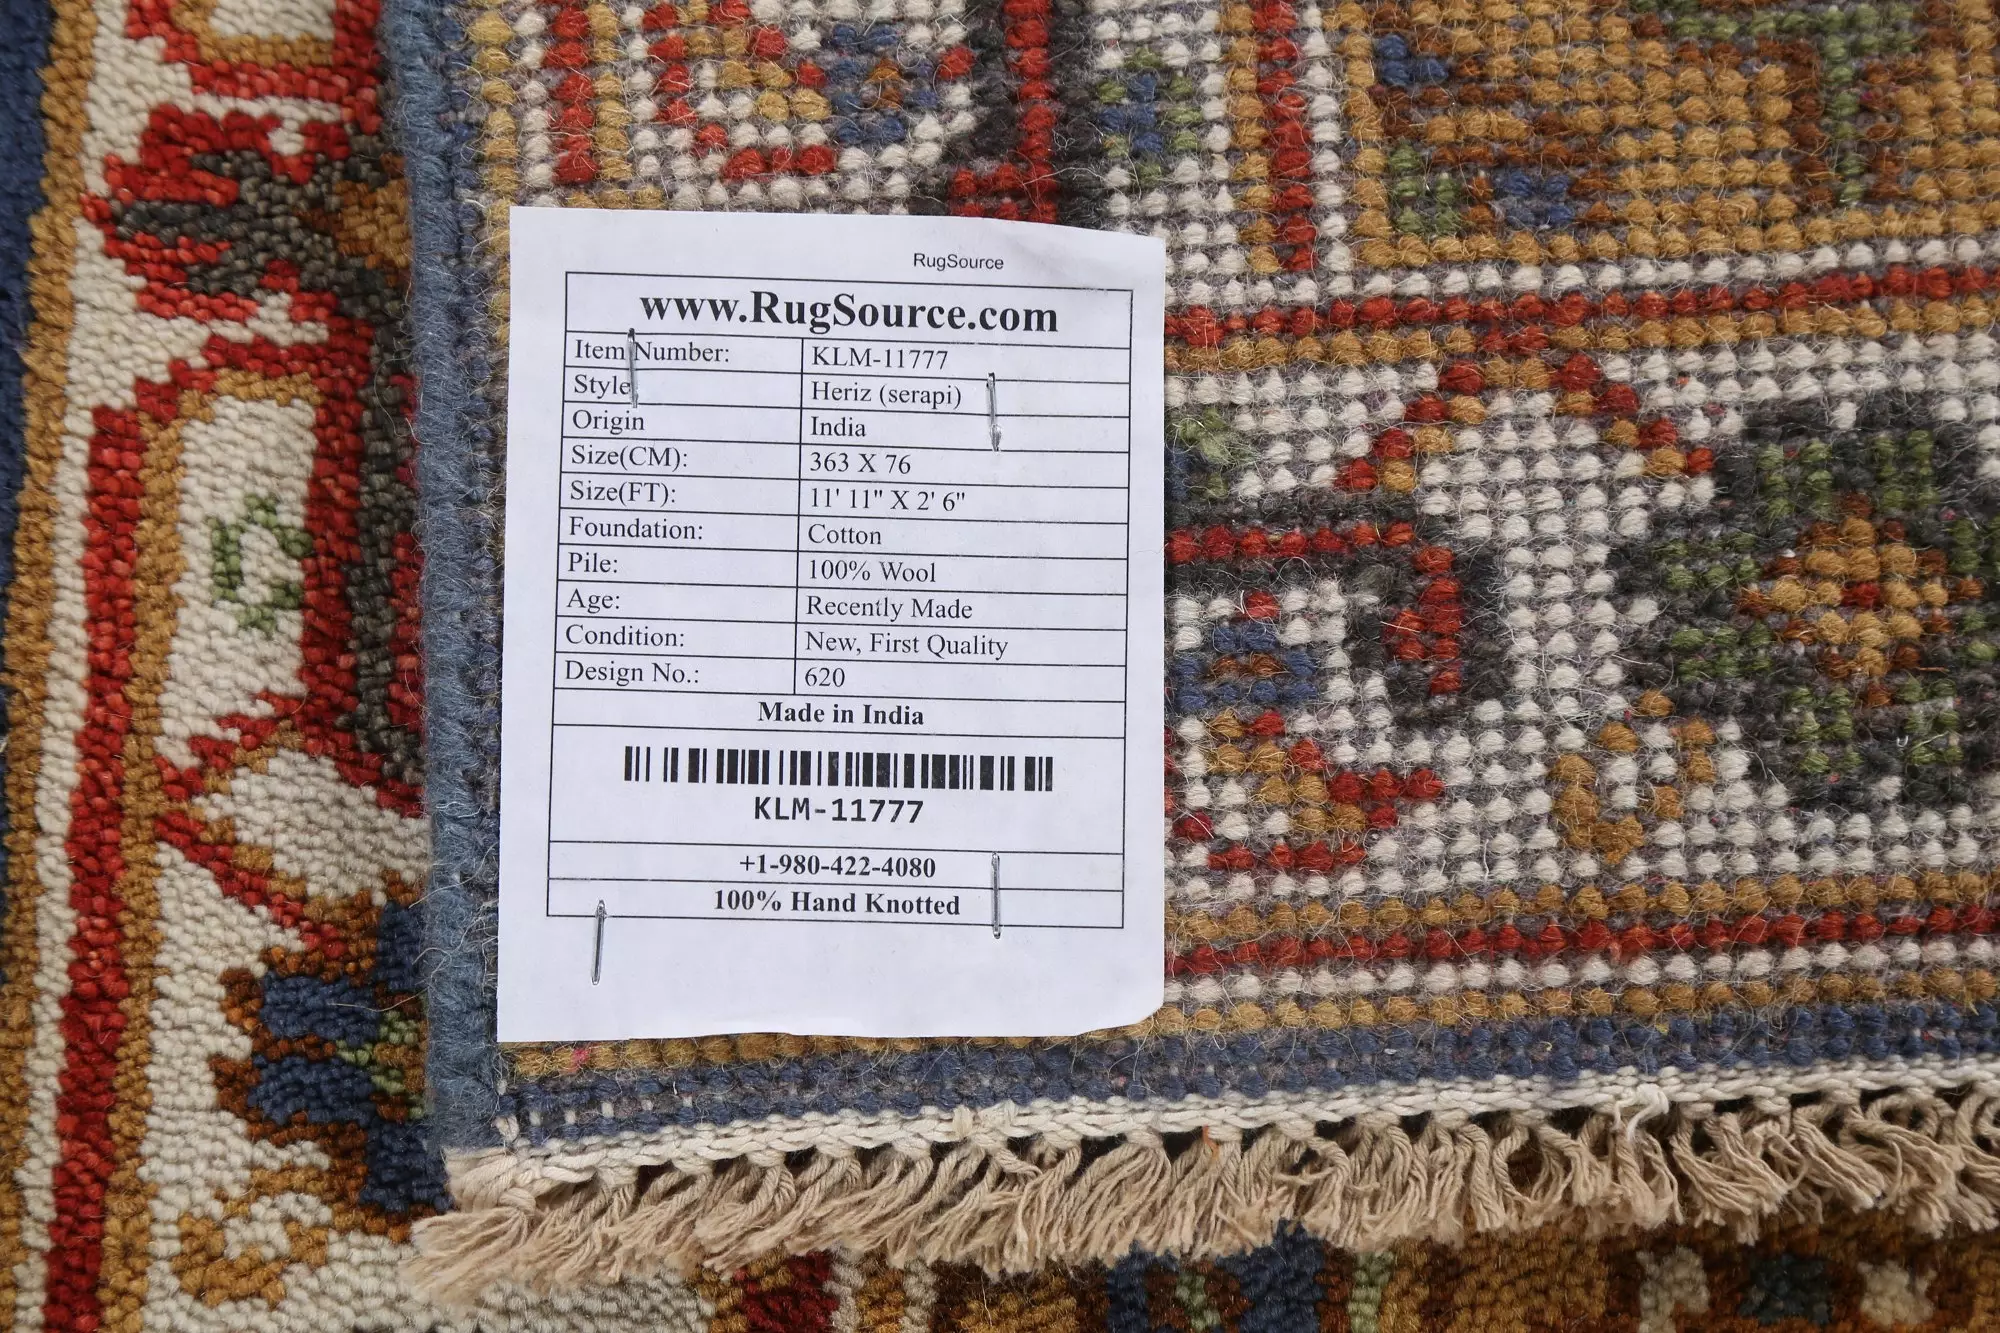 RugSource
www.RugSource.com
Item Number: KLM-11777
Style Heriz (serapi)
Origin India
Size(CM): 363 X 76
Size(FT): 11' 11" X 2' 6"
Foundation: Cotton
Pile: 100% Wool
Age: Recently Made
Condition: New, First Quality
Design No.: 620
Made in India
KLM-11777
+1-980-422-4080
100% Hand Knotted